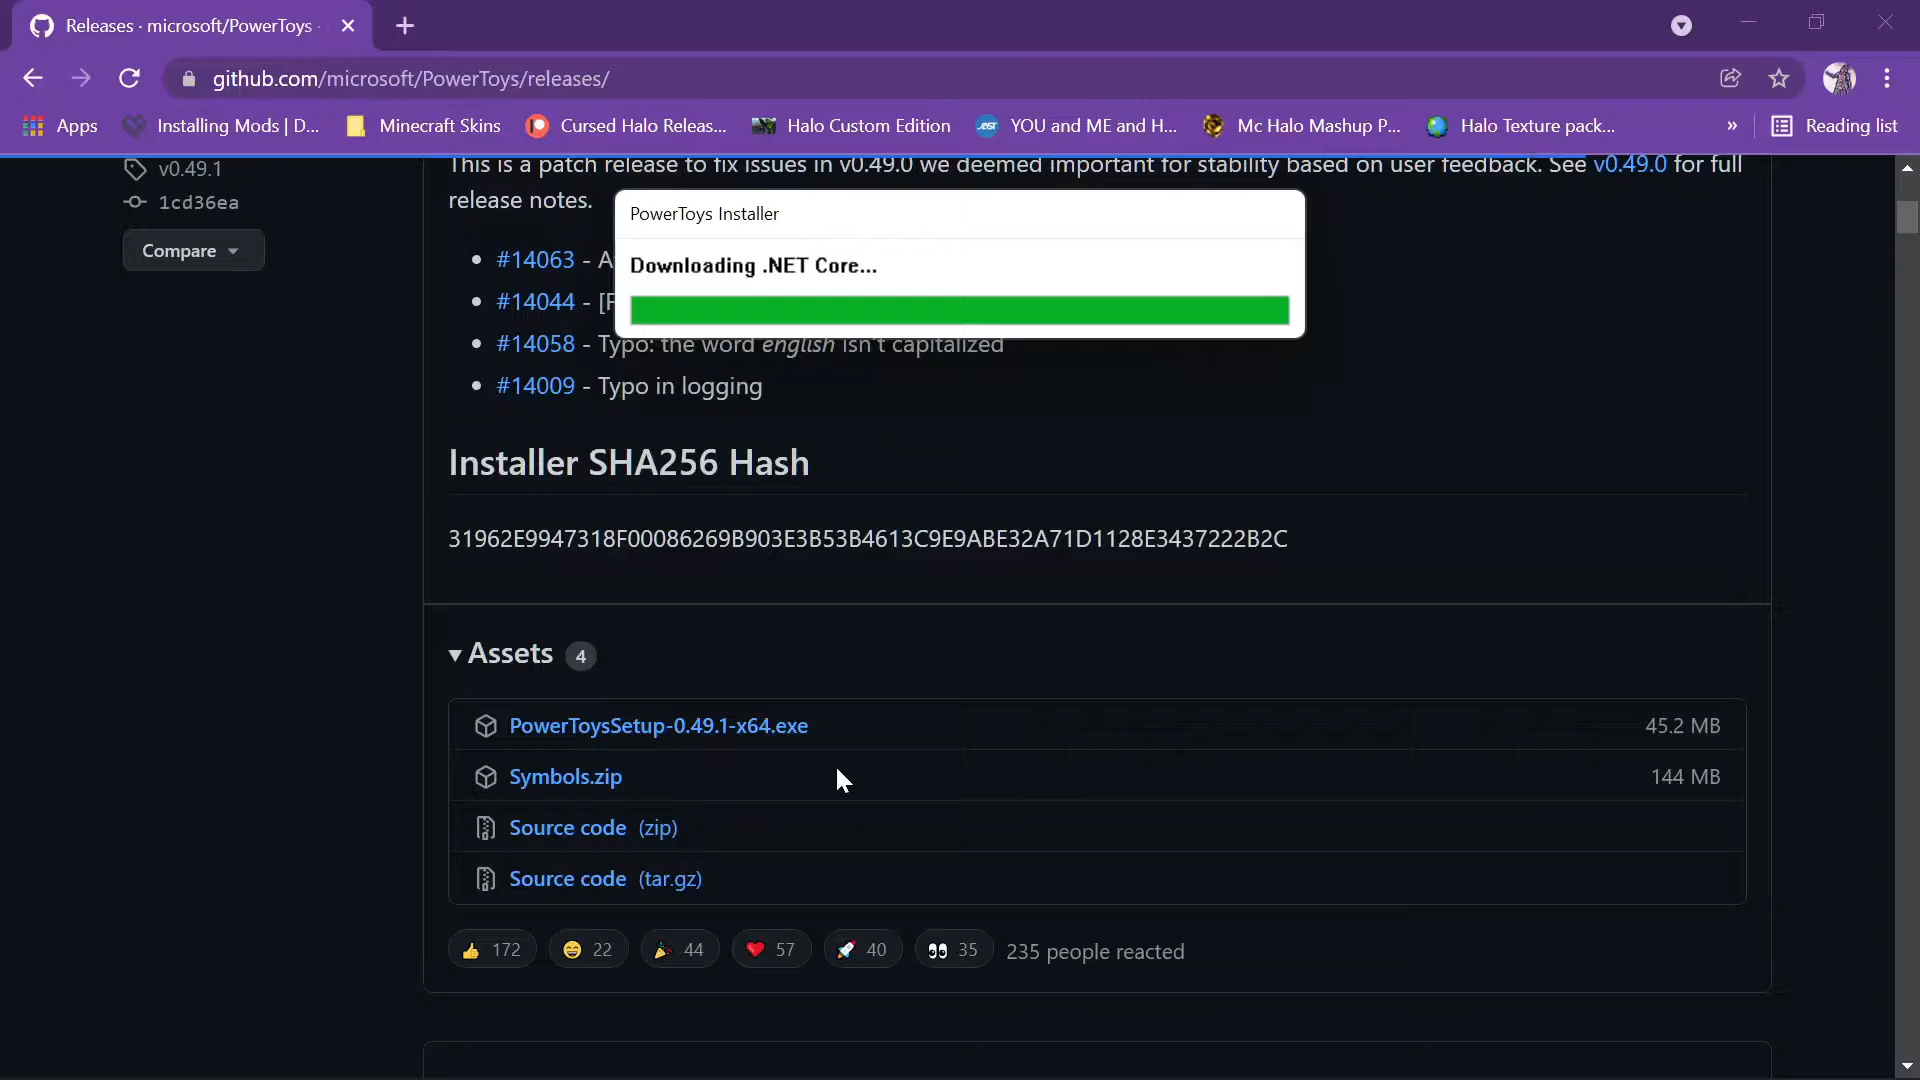 Releases · microsoft/PowerToys ·
github.com/microsoft/PowerToys/releases/
Apps Installing Mods | D... Minecraft Skins Cursed Halo Releas... Halo Custom Edition YOU and ME and H... Mc Halo Mashup P... Halo Texture pack... » Reading list
v0.49.1
1cd36ea
Compare
This is a patch release to fix issues in v0.49.0 we deemed important for stability based on user feedback. See v0.49.0 for full
release notes.
PowerToys Installer
Downloading .NET Core...
#14063 - A
#14044 - [F
#14058 - Typo: the word english isn't capitalized
#14009 - Typo in logging
Installer SHA256 Hash
31962E9947318F00086269B903E3B53B4613C9E9ABE32A71D1128E3437222B2C
Assets 4
PowerToysSetup-0.49.1-x64.exe 45.2 MB
Symbols.zip 144 MB
Source code (zip)
Source code (tar.gz)
👍 172 😄 22 🎉 44 ❤️ 57 🚀 40 👀 35 235 people reacted